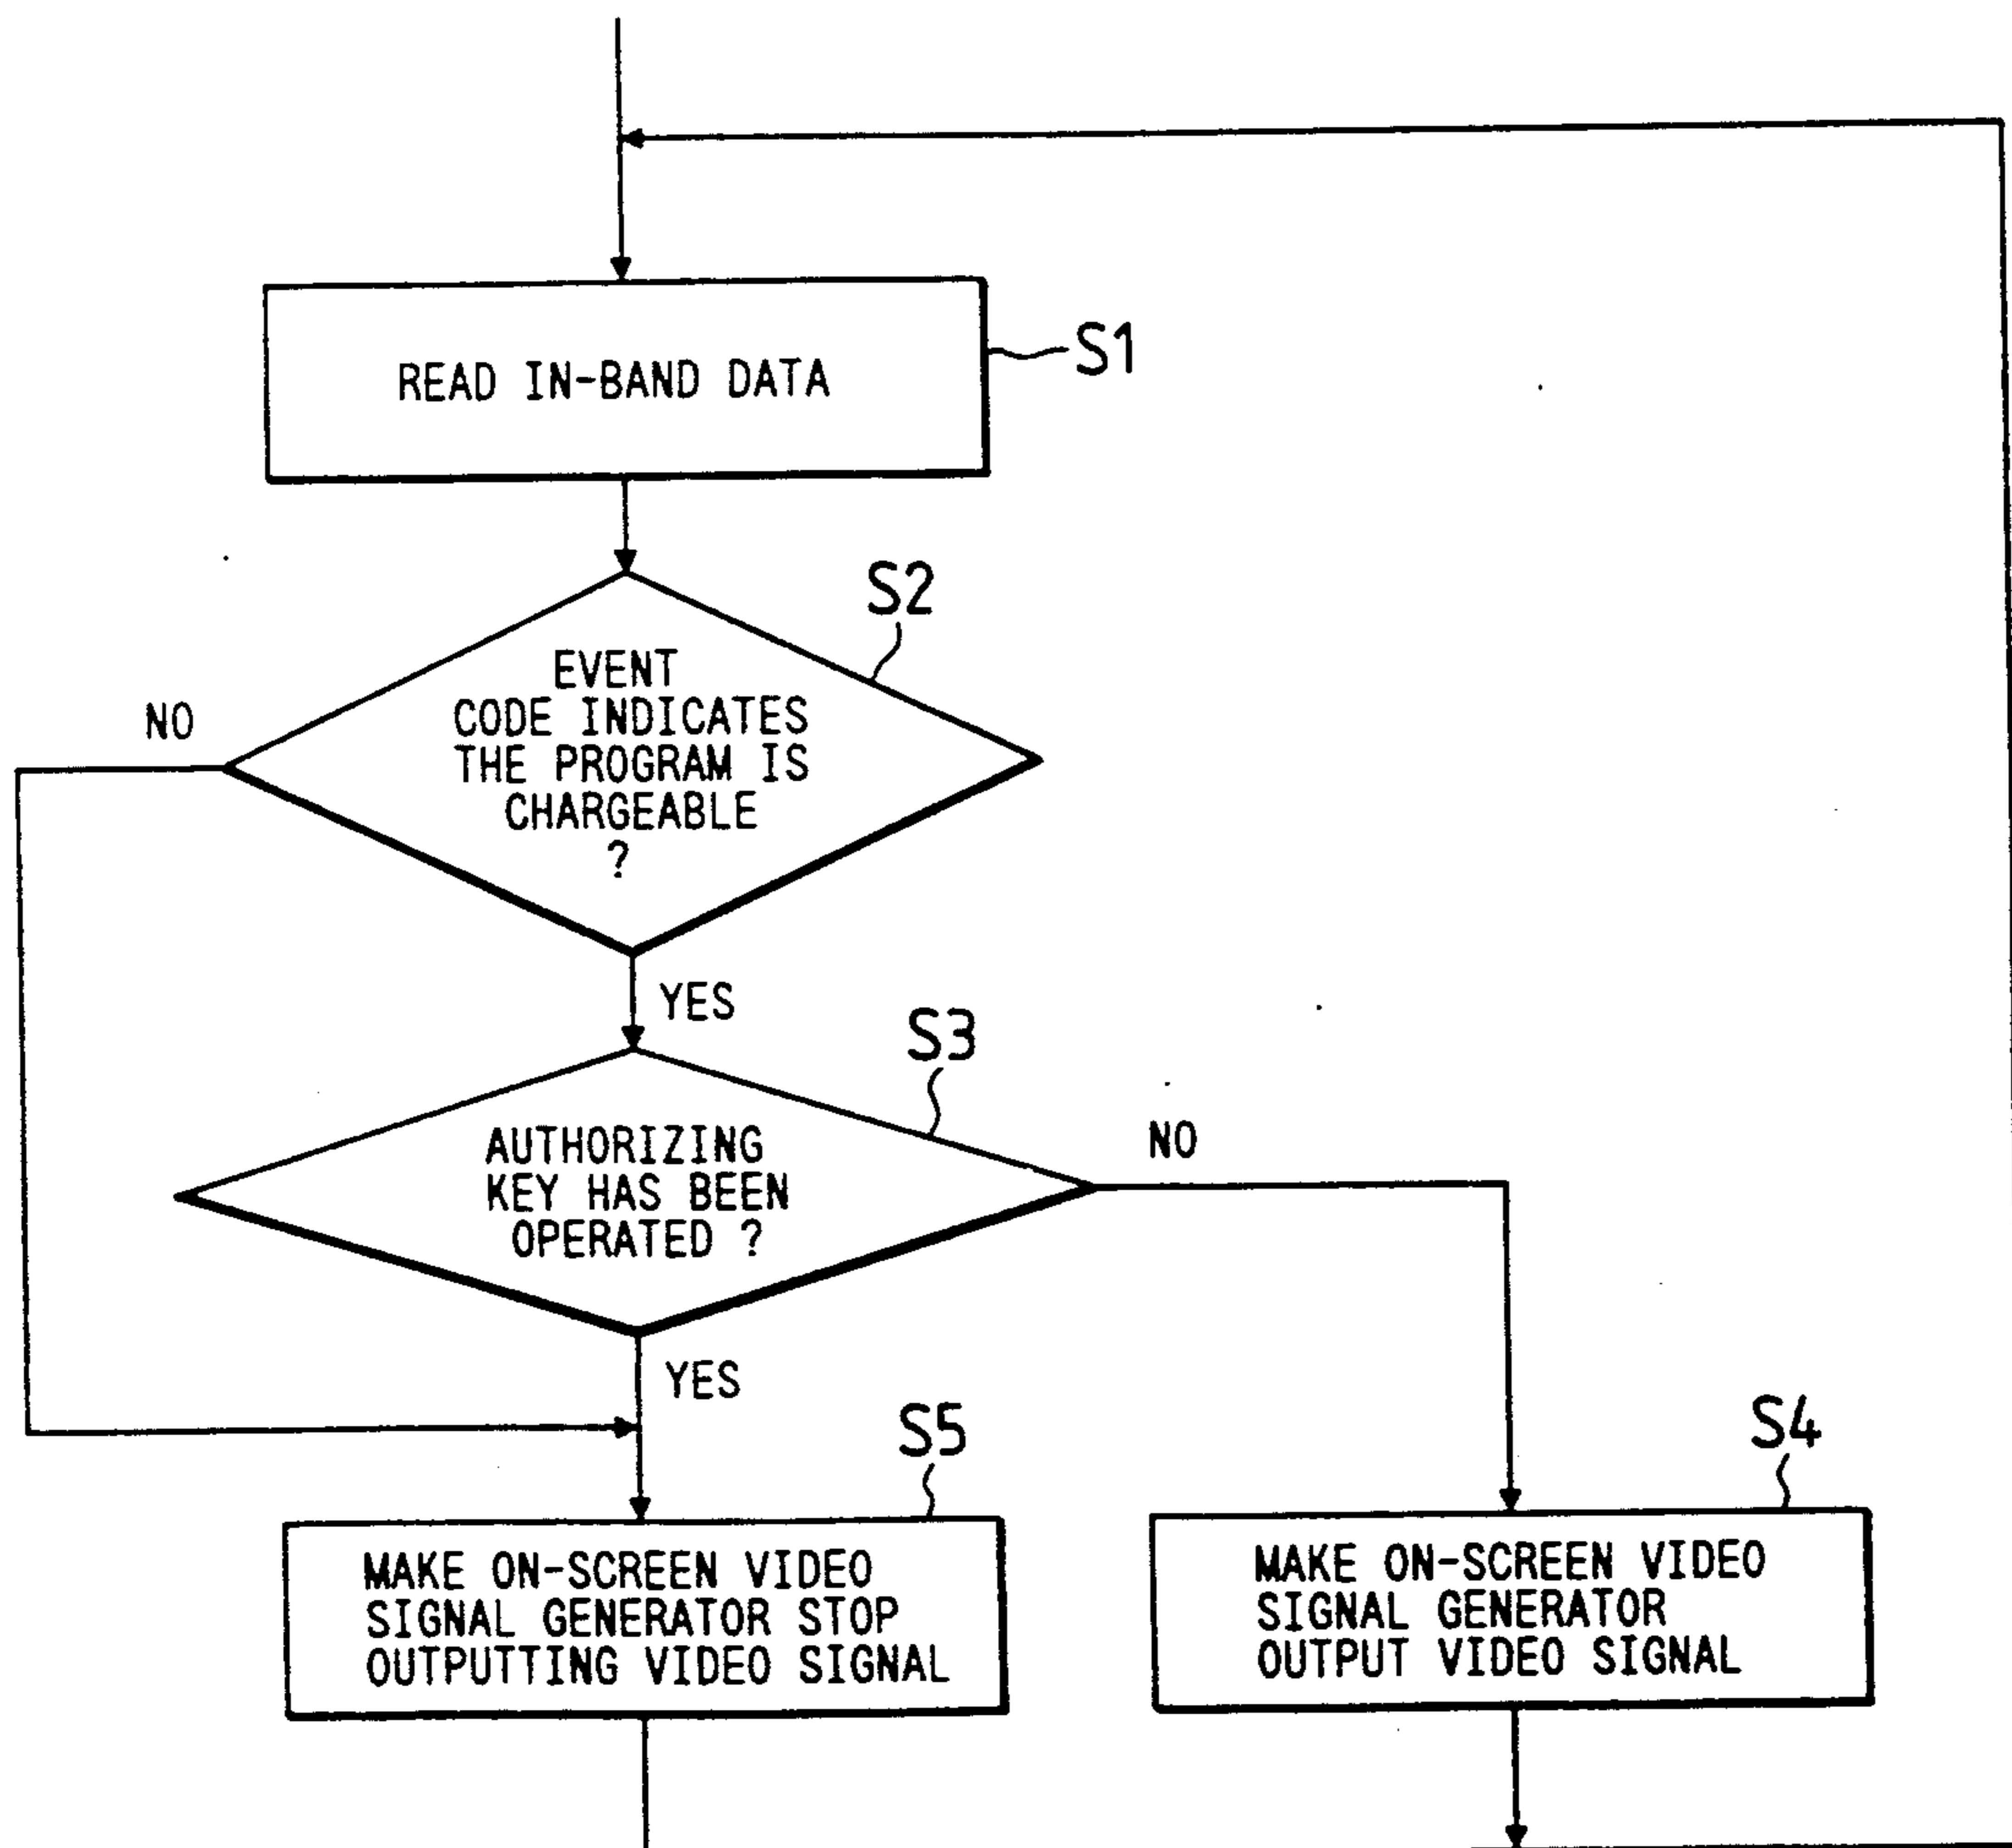 READ IN-BAND DATA
S1
S2
EVENT
CODE INDICATES
THE PROGRAM IS
CHARGEABLE
?
NO
YES
S3
AUTHORIZING
KEY HAS BEEN
OPERATED ?
NO
YES
S5
MAKE ON-SCREEN VIDEO
SIGNAL GENERATOR STOP
OUTPUTTING VIDEO SIGNAL
S4
MAKE ON-SCREEN VIDEO
SIGNAL GENERATOR
OUTPUT VIDEO SIGNAL